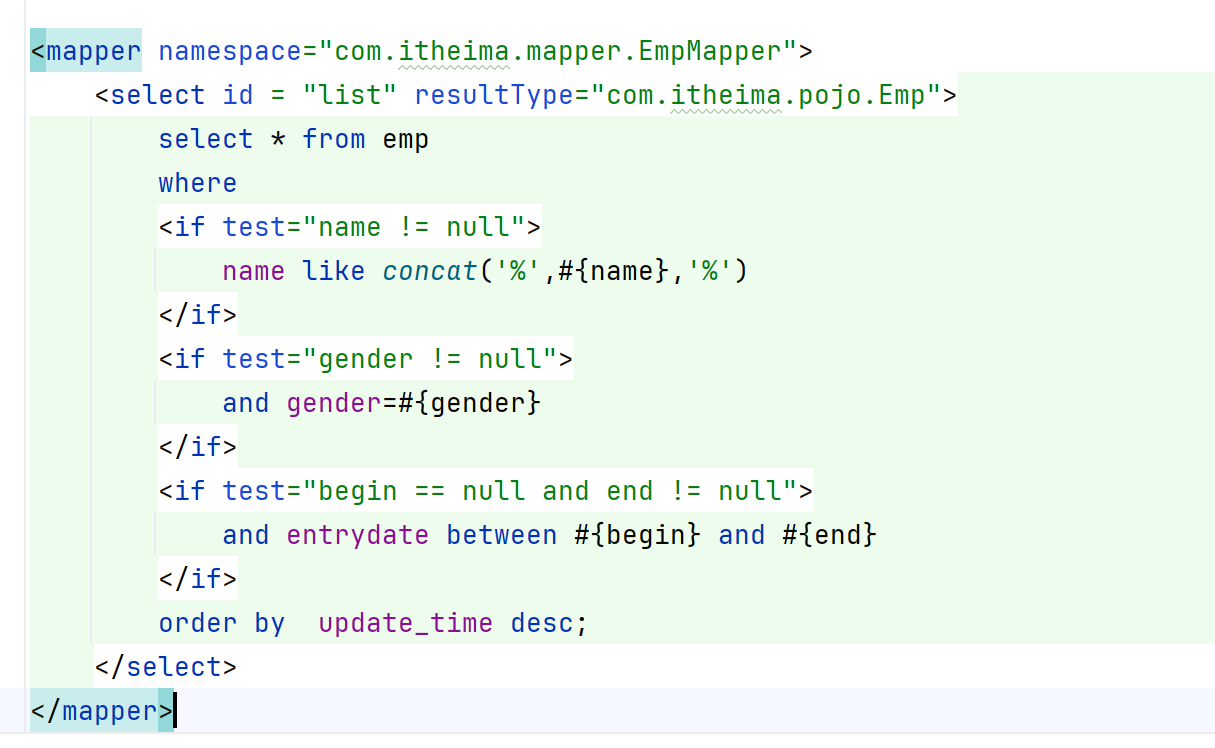 <mapper namespace="com.itheima.mapper.EmpMapper">
    <select id = "list" resultType="com.itheima.pojo.Emp">
        select * from emp
        where
        <if test="name != null">
            name like concat('%',#{name},'%')
        </if>
        <if test="gender != null">
            and gender=#{gender}
        </if>
        <if test="begin == null and end != null">
            and entrydate between #{begin} and #{end}
        </if>
        order by  update_time desc;
    </select>
</mapper>